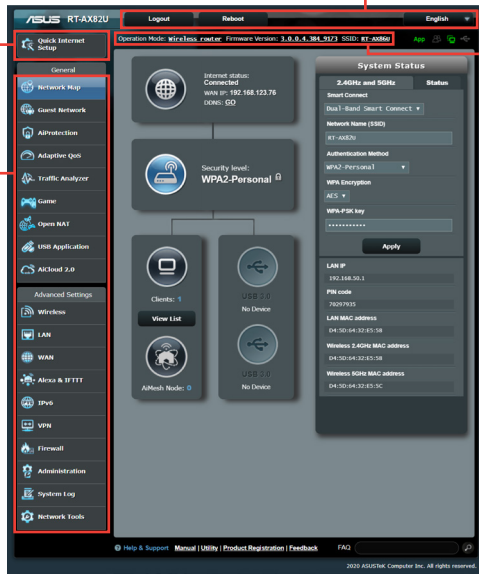 ASUS RT-AX82U
Logout
Reboot
English
Quick Internet
Setup
Operation Mode: Wireless router Firmware Version: 3.0.0.4.384_9173 SSID: RT-AX86U
App
General
Network Map
Guest Network
AiProtection
Adaptive QoS
Traffic Analyzer
Game
Open NAT
USB Application
AiCloud 2.0
Advanced Settings
Wireless
LAN
WAN
Alexa & IFTTT
IPv6
VPN
Firewall
Administration
System Log
Network Tools
Internet status:
Connected
WAN IP: 192.168.123.76
DDNS: GO
Security level:
WPA2-Personal
Clients: 1
View List
AiMesh Node: 0
USB 3.0
No Device
USB 3.0
No Device
System Status
2.4GHz and 5GHz
Status
Smart Connect
Dual-Band Smart Connect
Network Name (SSID)
RT-AX82U
Authentication Method
WPA2-Personal
WPA Encryption
AES
WPA-PSK key
Apply
LAN IP
192.168.50.1
PIN code
70297935
LAN MAC address
D4:5D:64:32:E5:58
Wireless 2.4GHz MAC address
D4:5D:64:32:E5:58
Wireless 5GHz MAC address
D4:5D:64:32:E5:5C
Help & Support Manual | Utility | Product Registration | Feedback
FAQ
2020 ASUSTeK Computer Inc. All rights reserved.